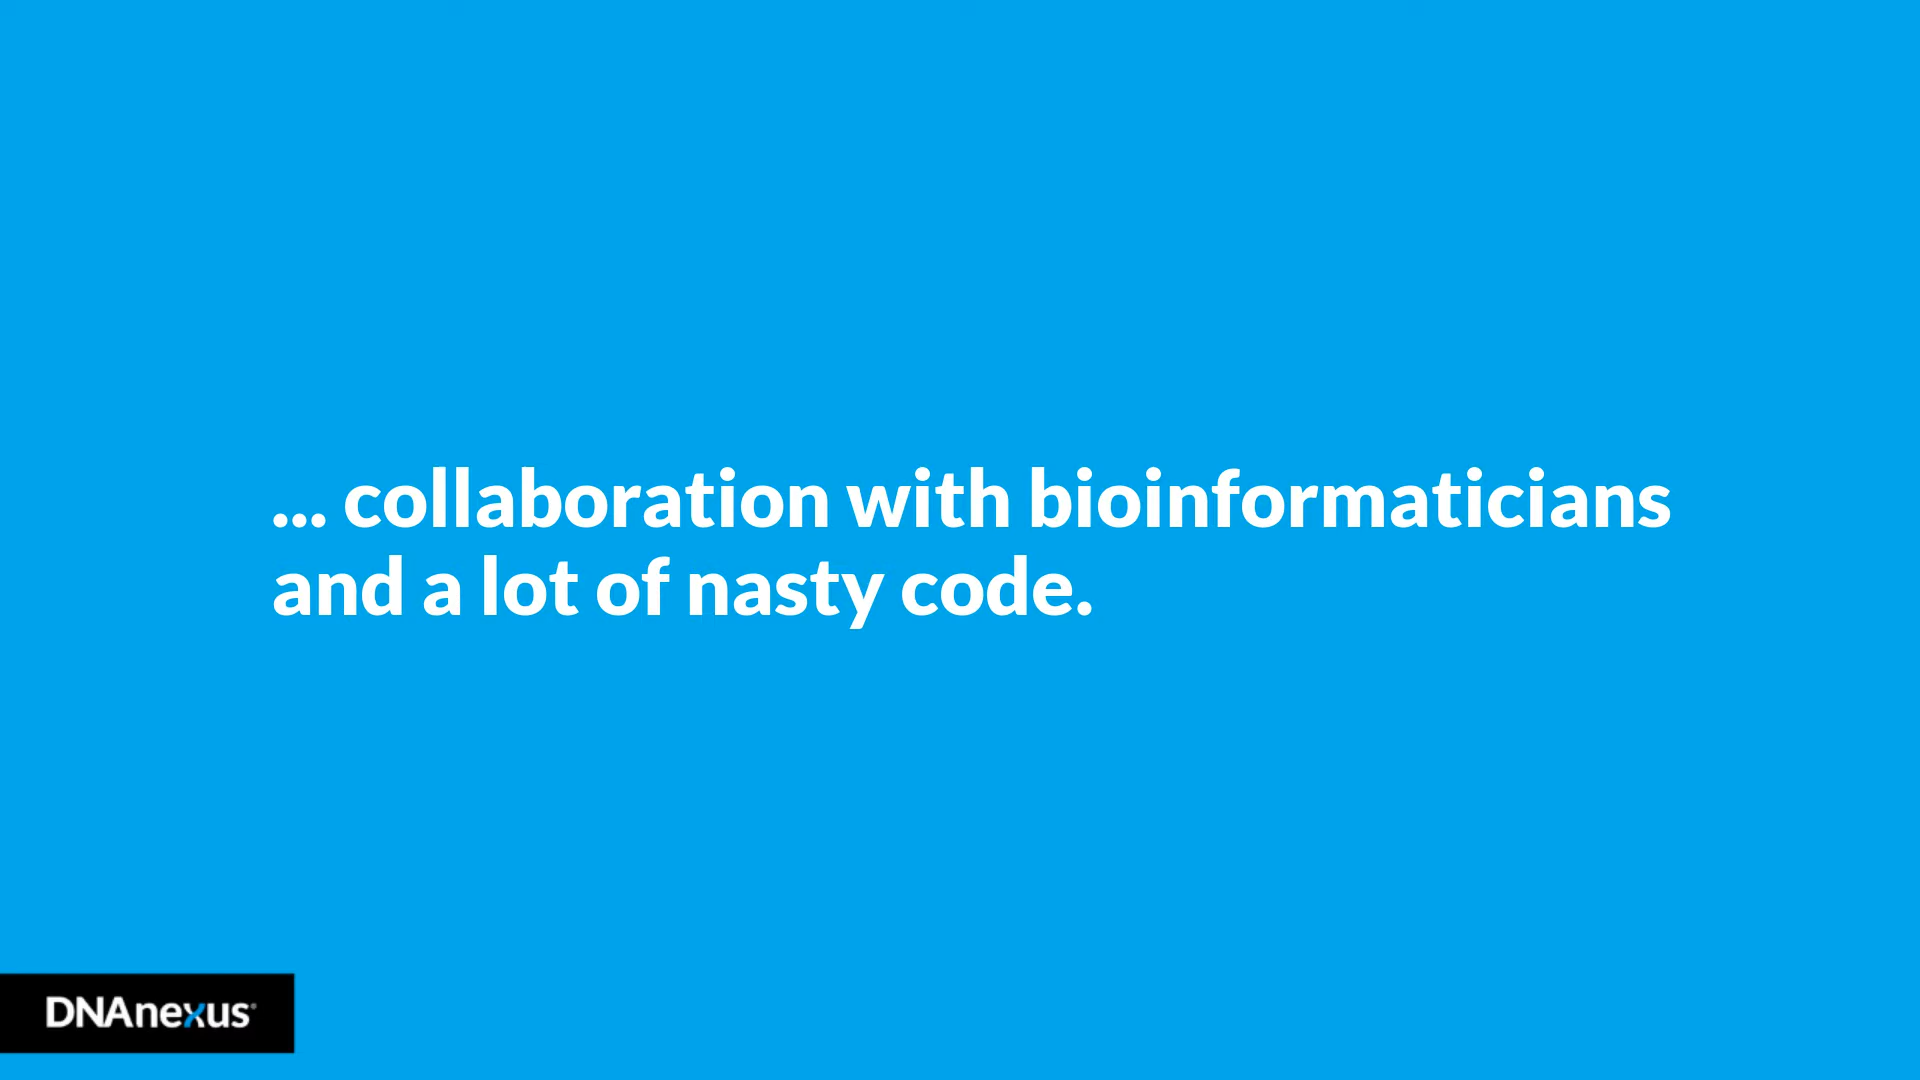 ... collaboration with bioinformaticians
and a lot of nasty code.
DNAnexus®